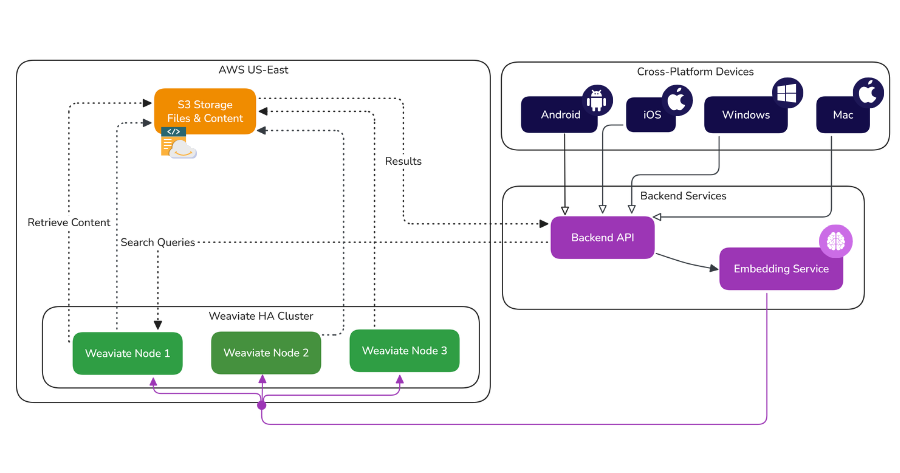 AWS US-East
Cross-Platform Devices
S3 Storage
Files & Content
</>
Android
iOS
Windows
Mac
Results
Backend Services
Retrieve Content
Search Queries
Backend API
Embedding Service
Weaviate HA Cluster
Weaviate Node 1
Weaviate Node 2
Weaviate Node 3